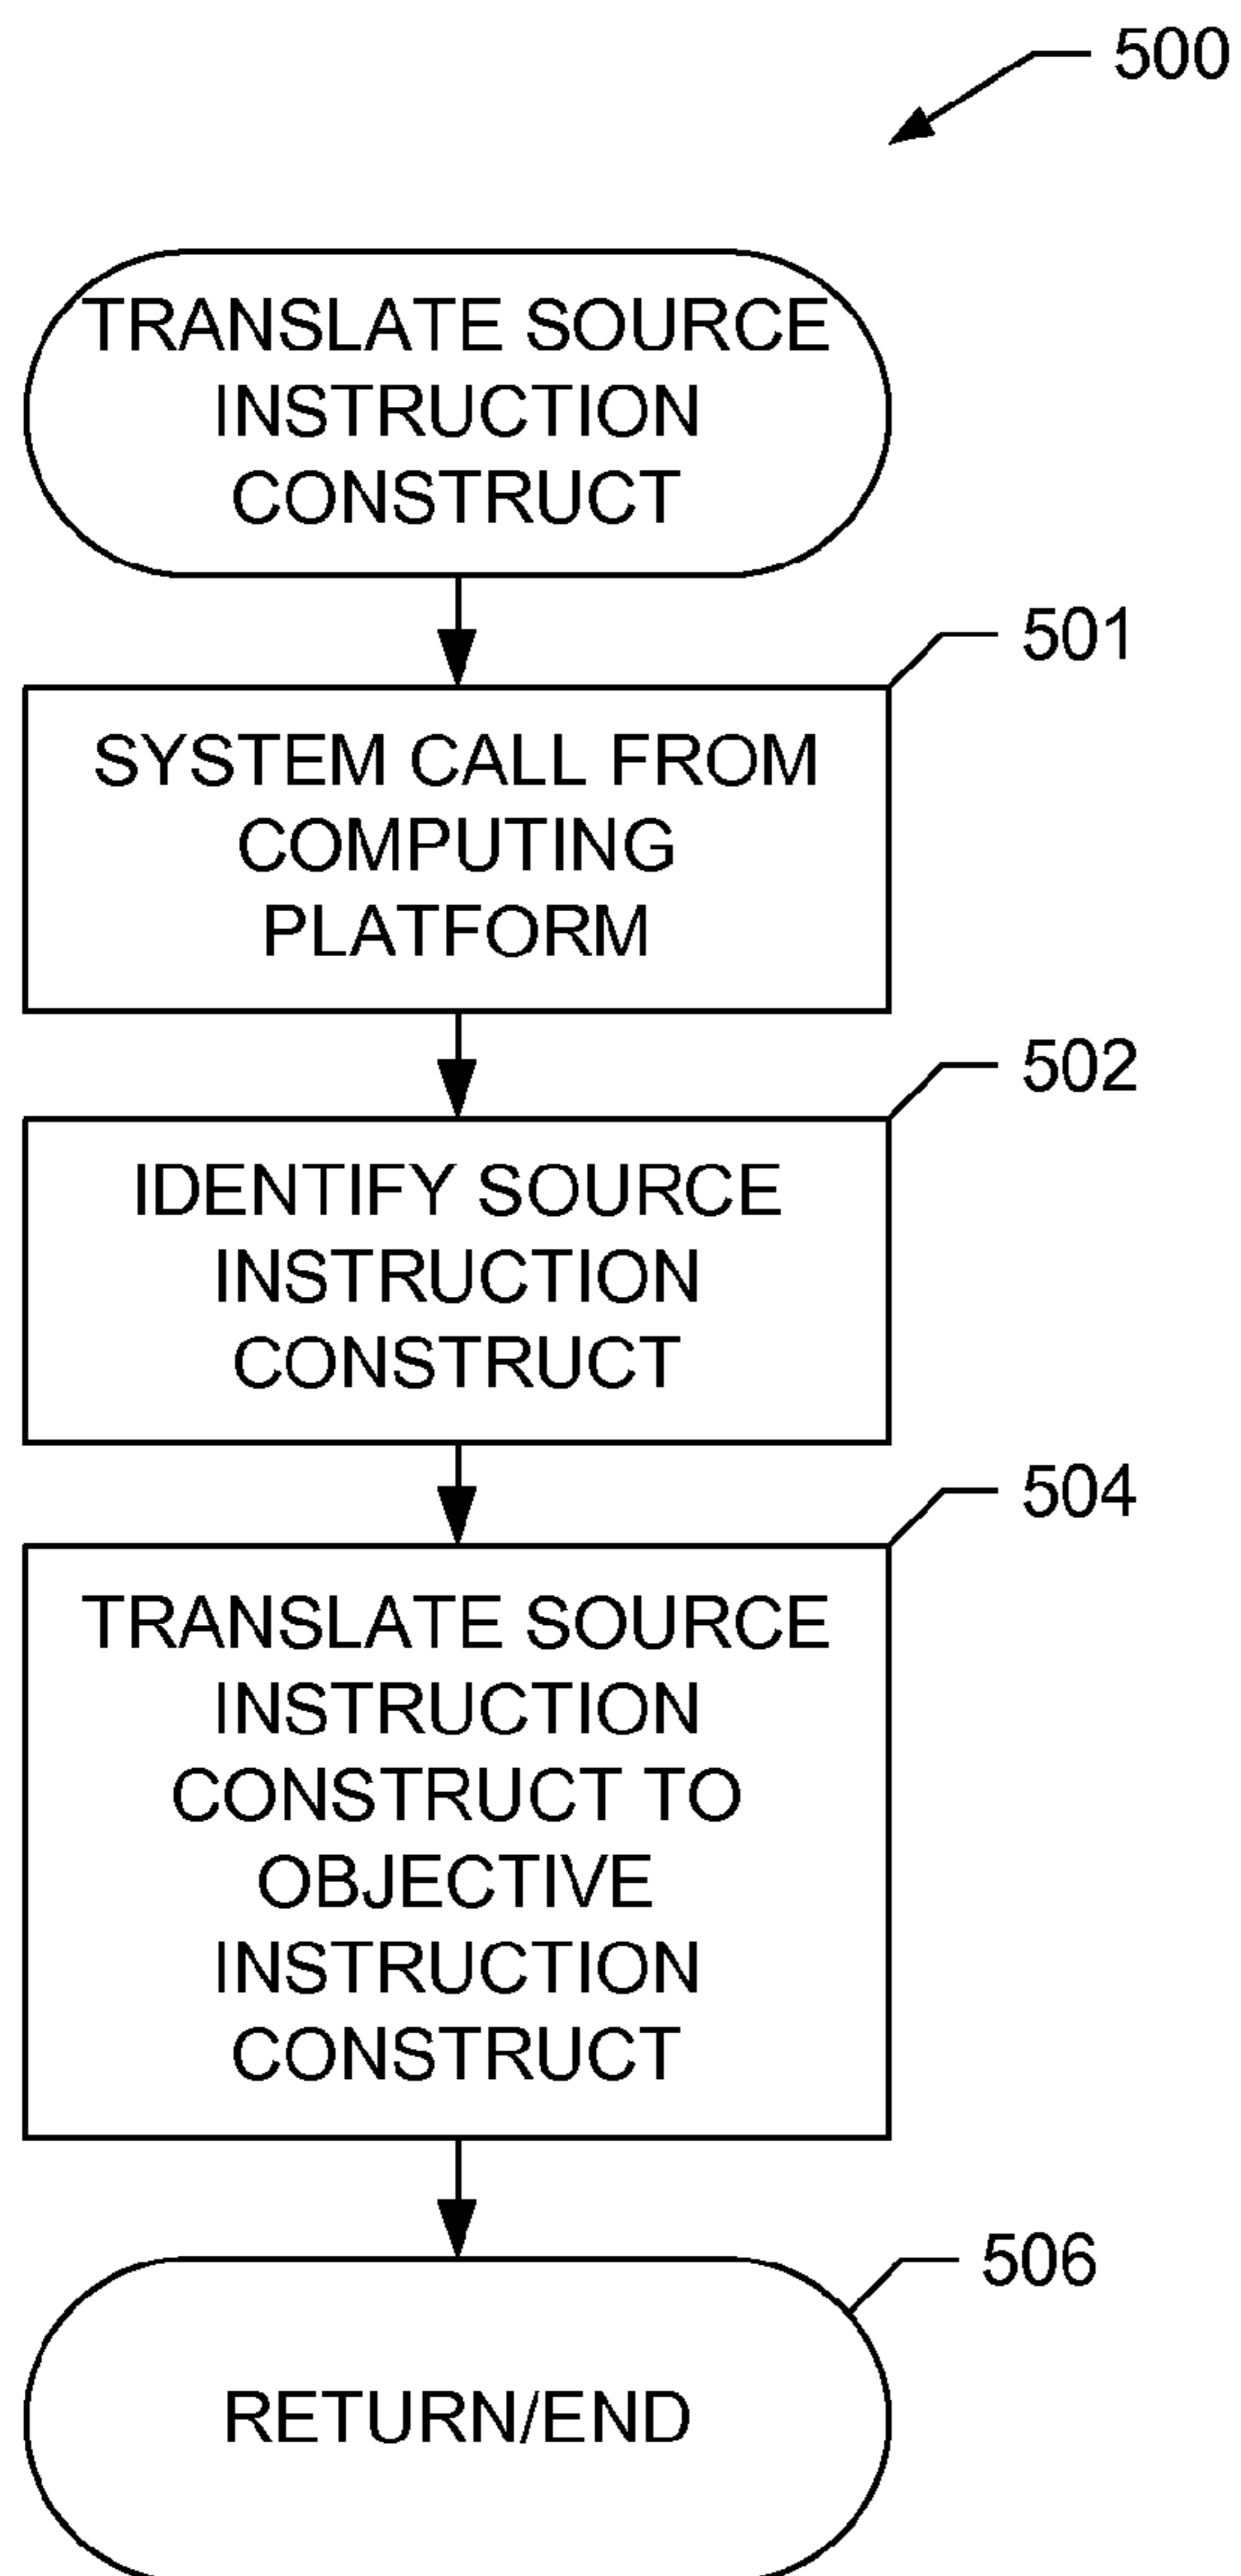 500
TRANSLATE SOURCE
INSTRUCTION
CONSTRUCT
501
SYSTEM CALL FROM
COMPUTING
PLATFORM
502
IDENTIFY SOURCE
INSTRUCTION
CONSTRUCT
504
TRANSLATE SOURCE
INSTRUCTION
CONSTRUCT TO
OBJECTIVE
INSTRUCTION
CONSTRUCT
506
RETURN/END